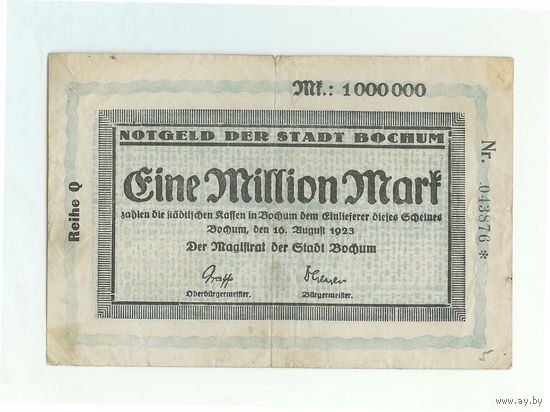 Mk.: 1000000
NOTGELD DER STADT BOCHUM
Eine Million Mark
zahlen die städtischen Kassen in Bochum dem Einlieferer dieses Scheines
Bochum, den 16. August 1923
Der Magistrat der Stadt Bochum
Graff
Oberbürgermeister.
Bürgermeister.
Reihe Q
Nr. 043876 *
www.ay.by